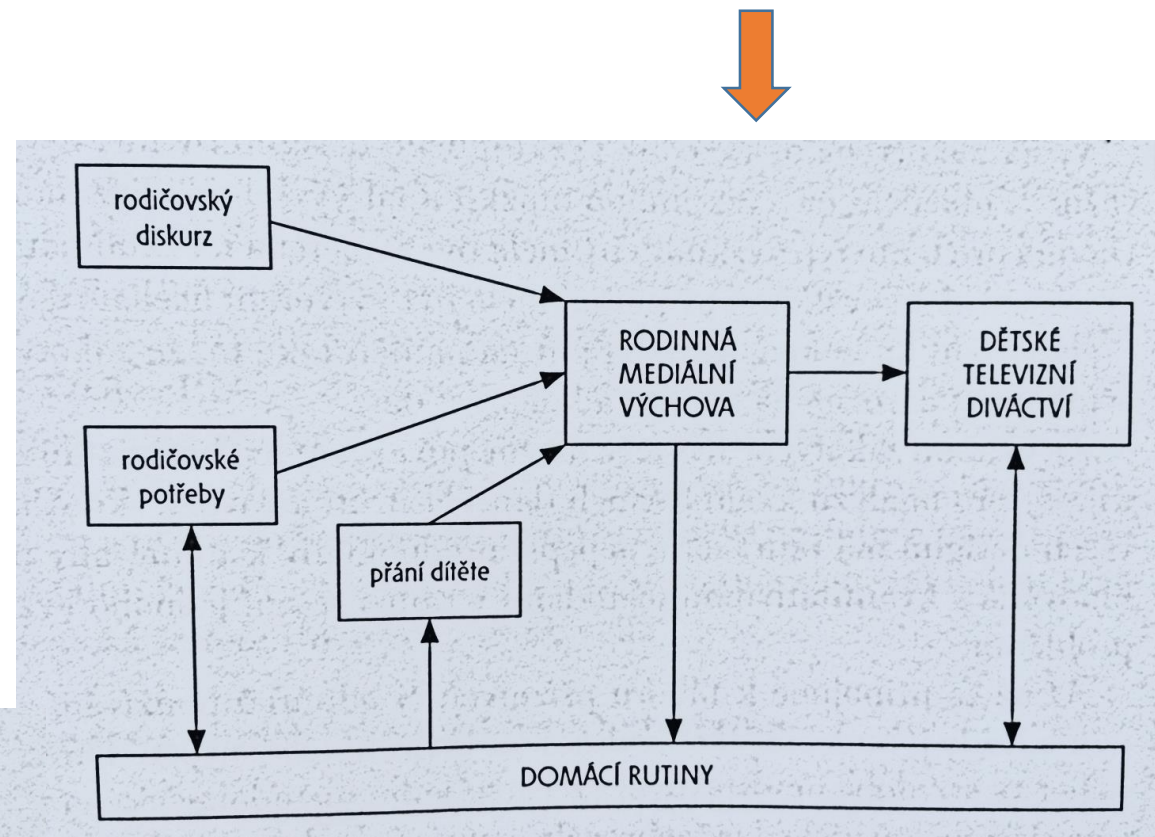 rodičovský
diskurz
RODINNÁ
MEDIÁLNÍ
VÝCHOVA
DĚTSKÉ
TELEVIZNÍ
DIVÁCTVÍ
rodičovské
potřeby
přání dítěte
DOMÁCÍ RUTINY